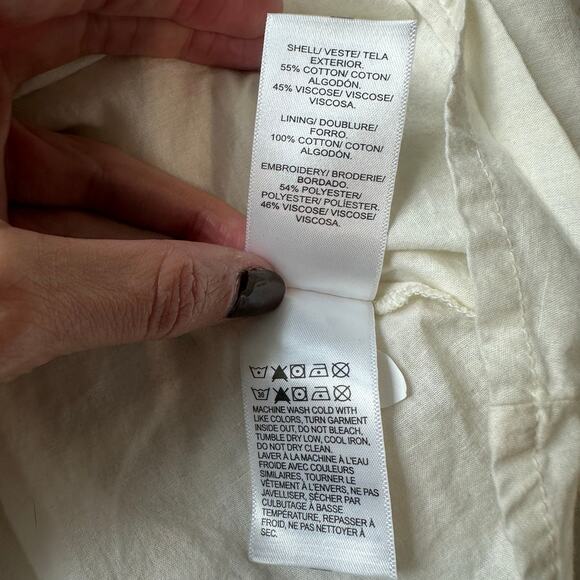 SHELL/ VESTE/ TELA
EXTERIOR.
55% COTTON/ COTON/
ALGODÓN.
45% VISCOSE/ VISCOSE/
VISCOSA.
LINING/ DOUBLURE/
FORRO.
100% COTTON/ COTON/
ALGODÓN.
EMBROIDERY/ BRODERIE/
BORDADO.
54% POLYESTER/
POLYESTER/ POLÍESTER.
46% VISCOSE/ VISCOSE/
VISCOSA.
30
MACHINE WASH COLD WITH
LIKE COLORS, TURN GARMENT
INSIDE OUT, DO NOT BLEACH,
TUMBLE DRY LOW, COOL IRON,
DO NOT DRY CLEAN.
LAVER À LA MACHINE À L'EAU
FROIDE AVEC COULEURS
SIMILAIRES, TOURNER LE
VÊTEMENT À L'ENVERS, NE PAS
JAVELLISER, SÉCHER PAR
CULBUTAGE À BASSE
TEMPÉRATURE, REPASSER À
FROID, NE PAS NETTOYER À
SEC.